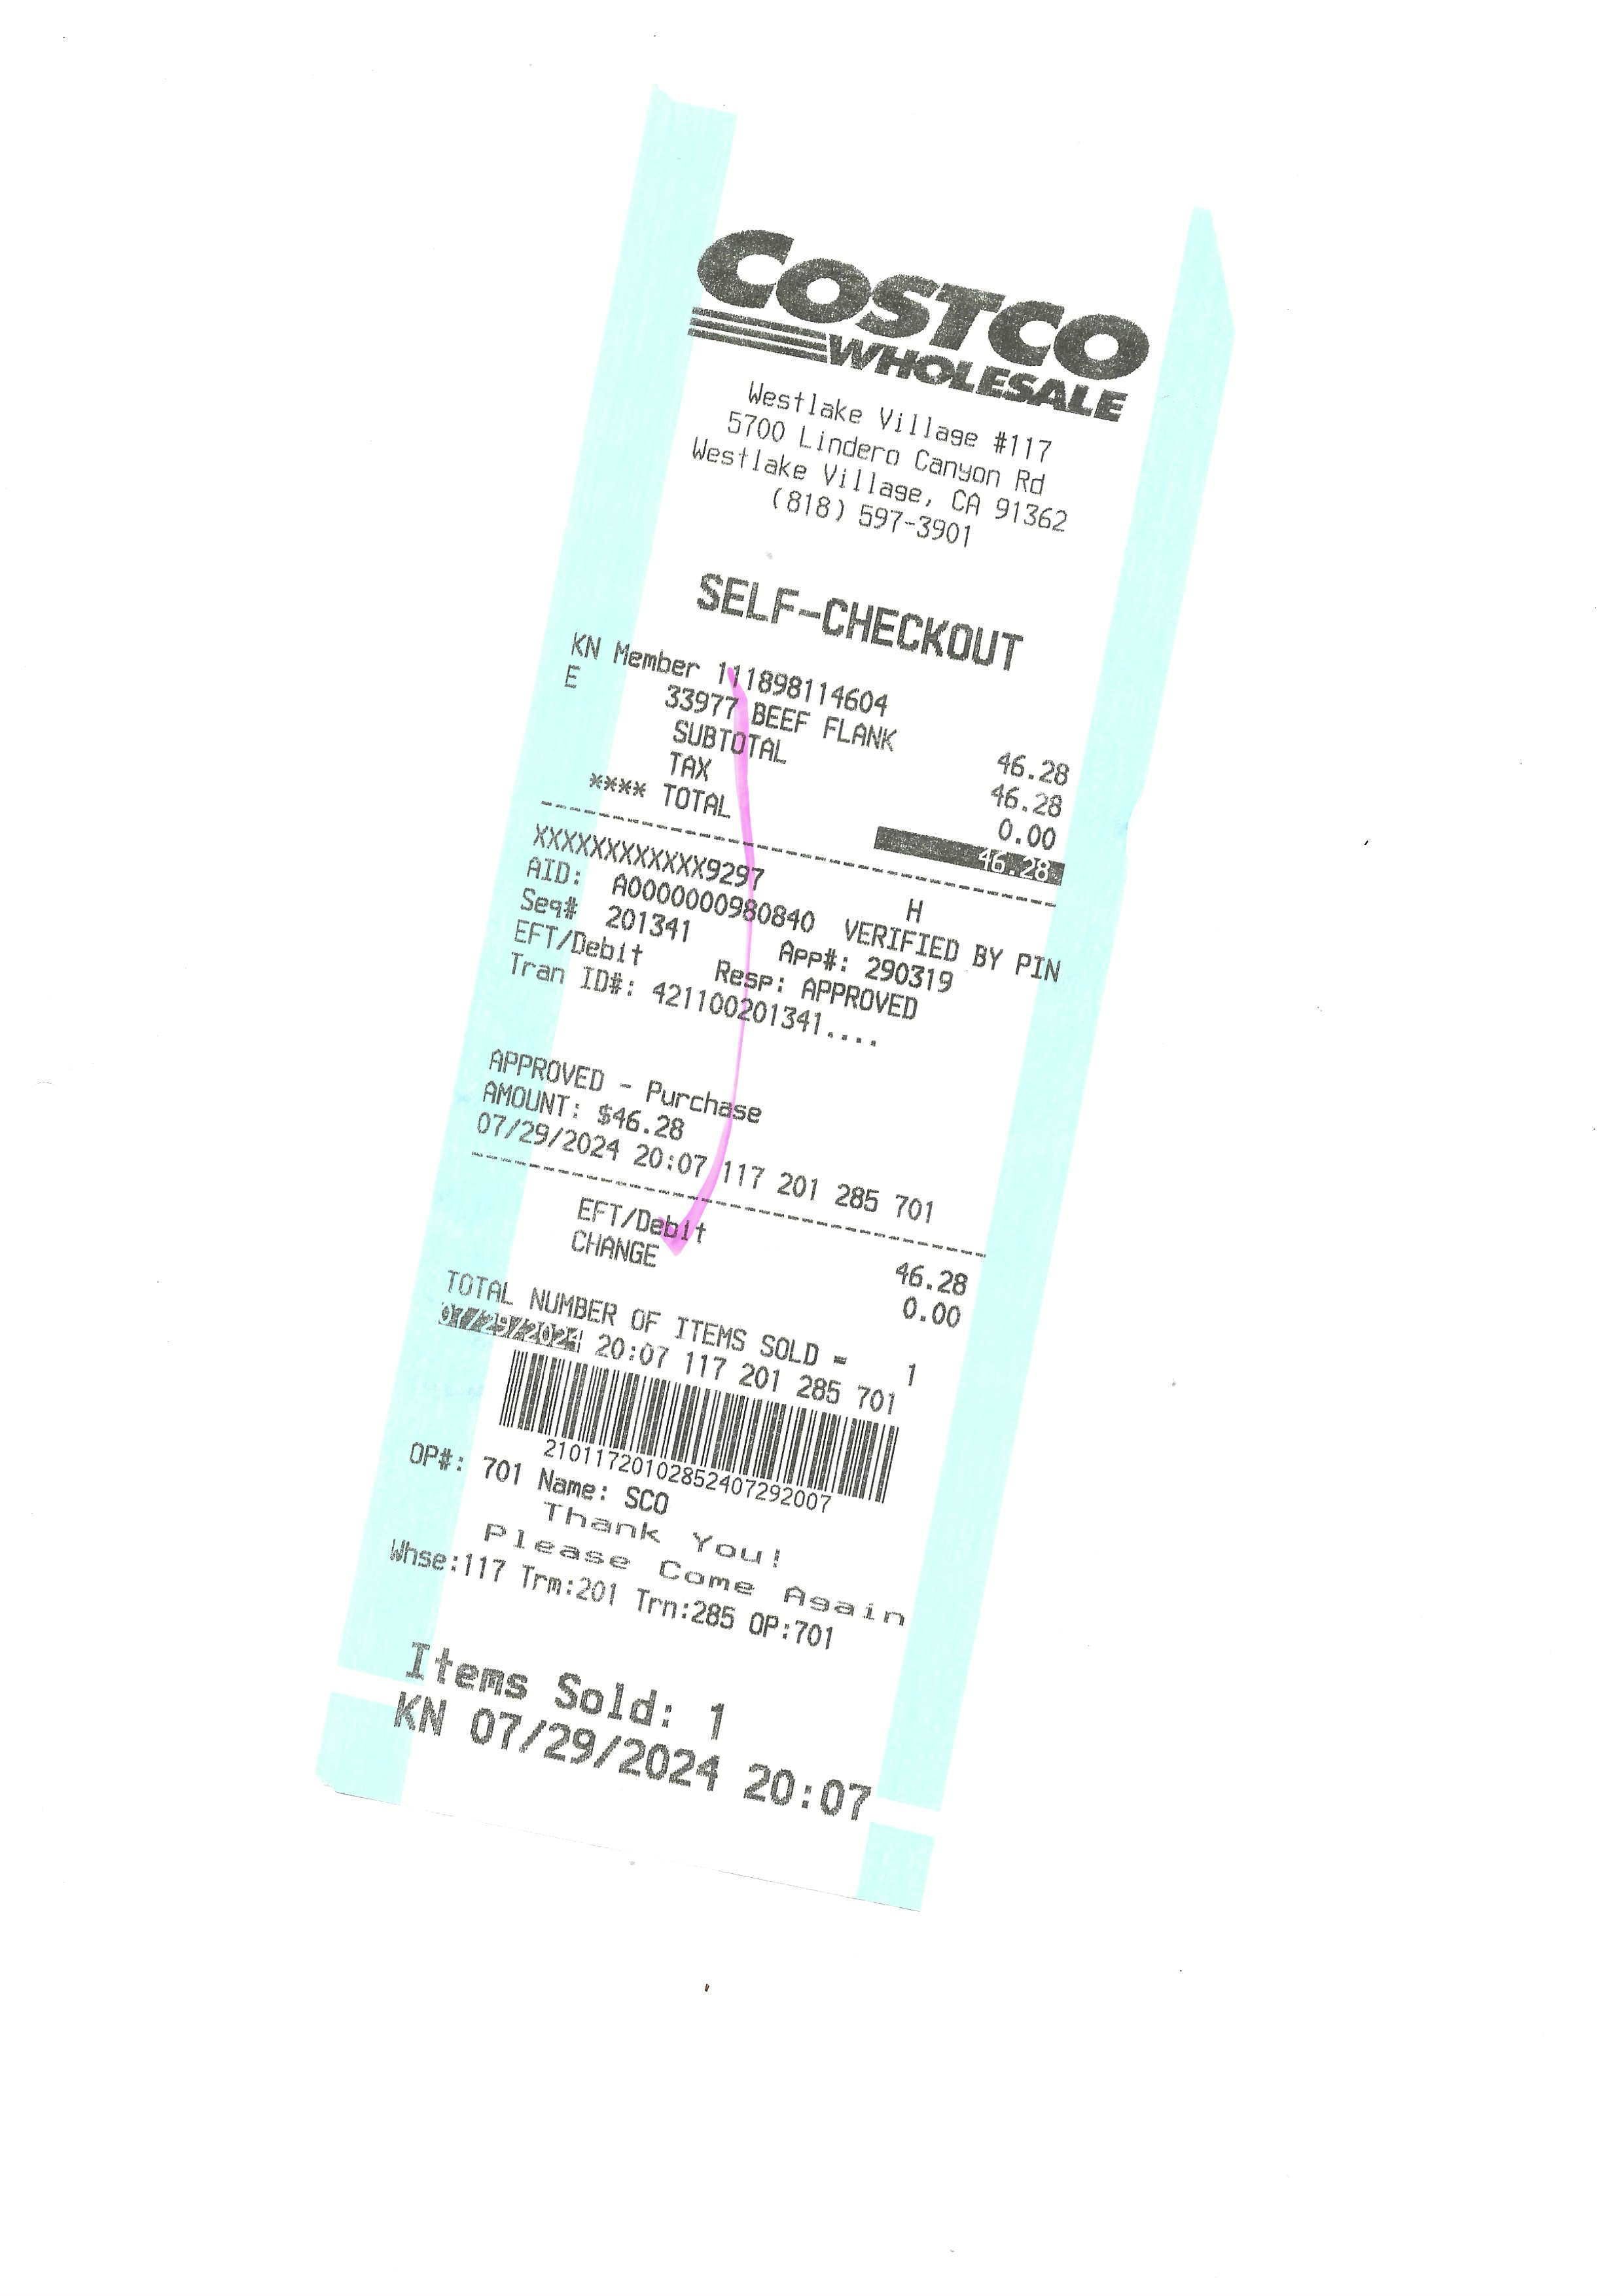 COSTCO
WHOLESALE
Westlake Village #117
5700 Lindero Canyon Rd
Westlake Village, CA 91362
(818) 597-3901
SELF-CHECKOUT
KN Member 111898114604
E 33977 BEEF FLANK 46.28
SUBTOTAL 46.28
TAX 0.00
**** TOTAL 46.28
XXXXXXXXXXXX9297 H
AID: A0000000980840 VERIFIED BY PIN
Seq# 201341 App#: 290319
EFT/Debit Resp: APPROVED
Tran ID#: 421100201341....
APPROVED - Purchase
AMOUNT: $46.28
07/29/2024 20:07 117 201 285 701
EFT/Debit 46.28
CHANGE 0.00
TOTAL NUMBER OF ITEMS SOLD = 1
07/29/2024 20:07 117 201 285 701
21011720102852407292007
OP#: 701 Name: SCO
Thank You!
Please Come Again
Whse:117 Trm:201 Trn:285 OP:701
Items Sold: 1
KN 07/29/2024 20:07